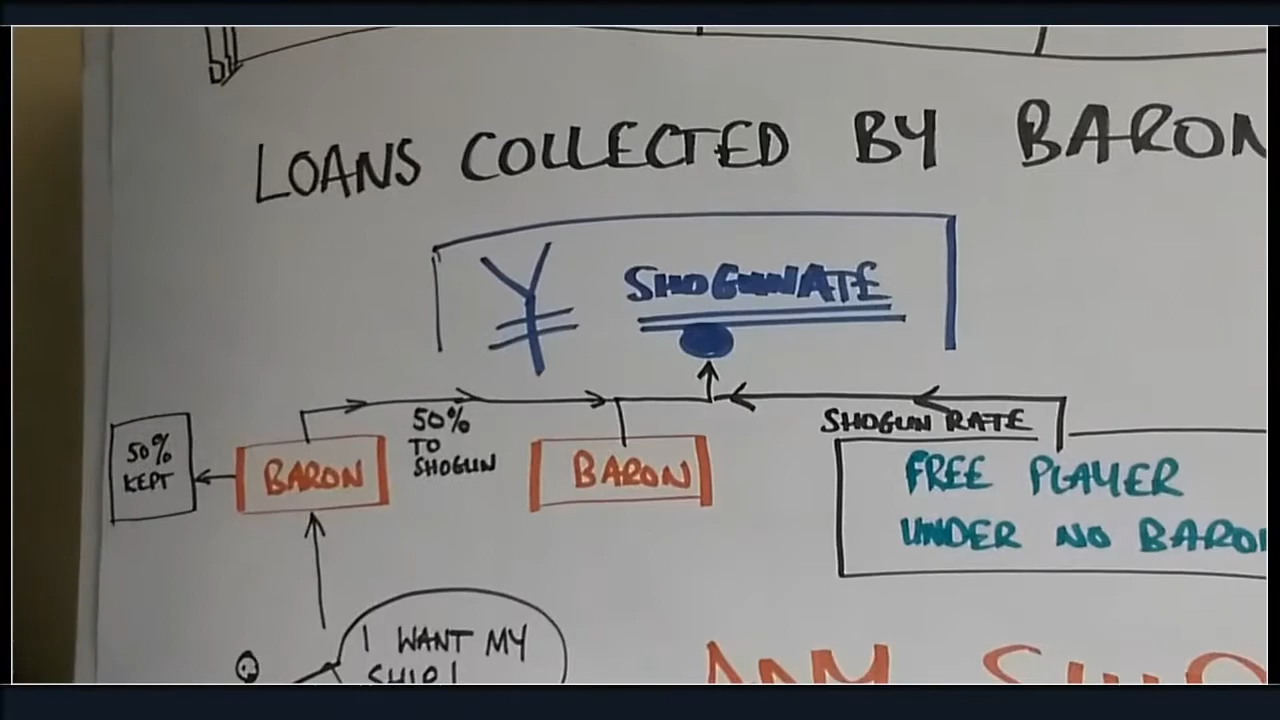 LOANS COLLECTED BY BARON
¥ SHOGUNATE
50%
KEPT
BARON
50%
TO
SHOGUN
BARON
SHOGUN RATE
FREE PLAYER
UNDER NO BARON
I WANT MY
SHIP!